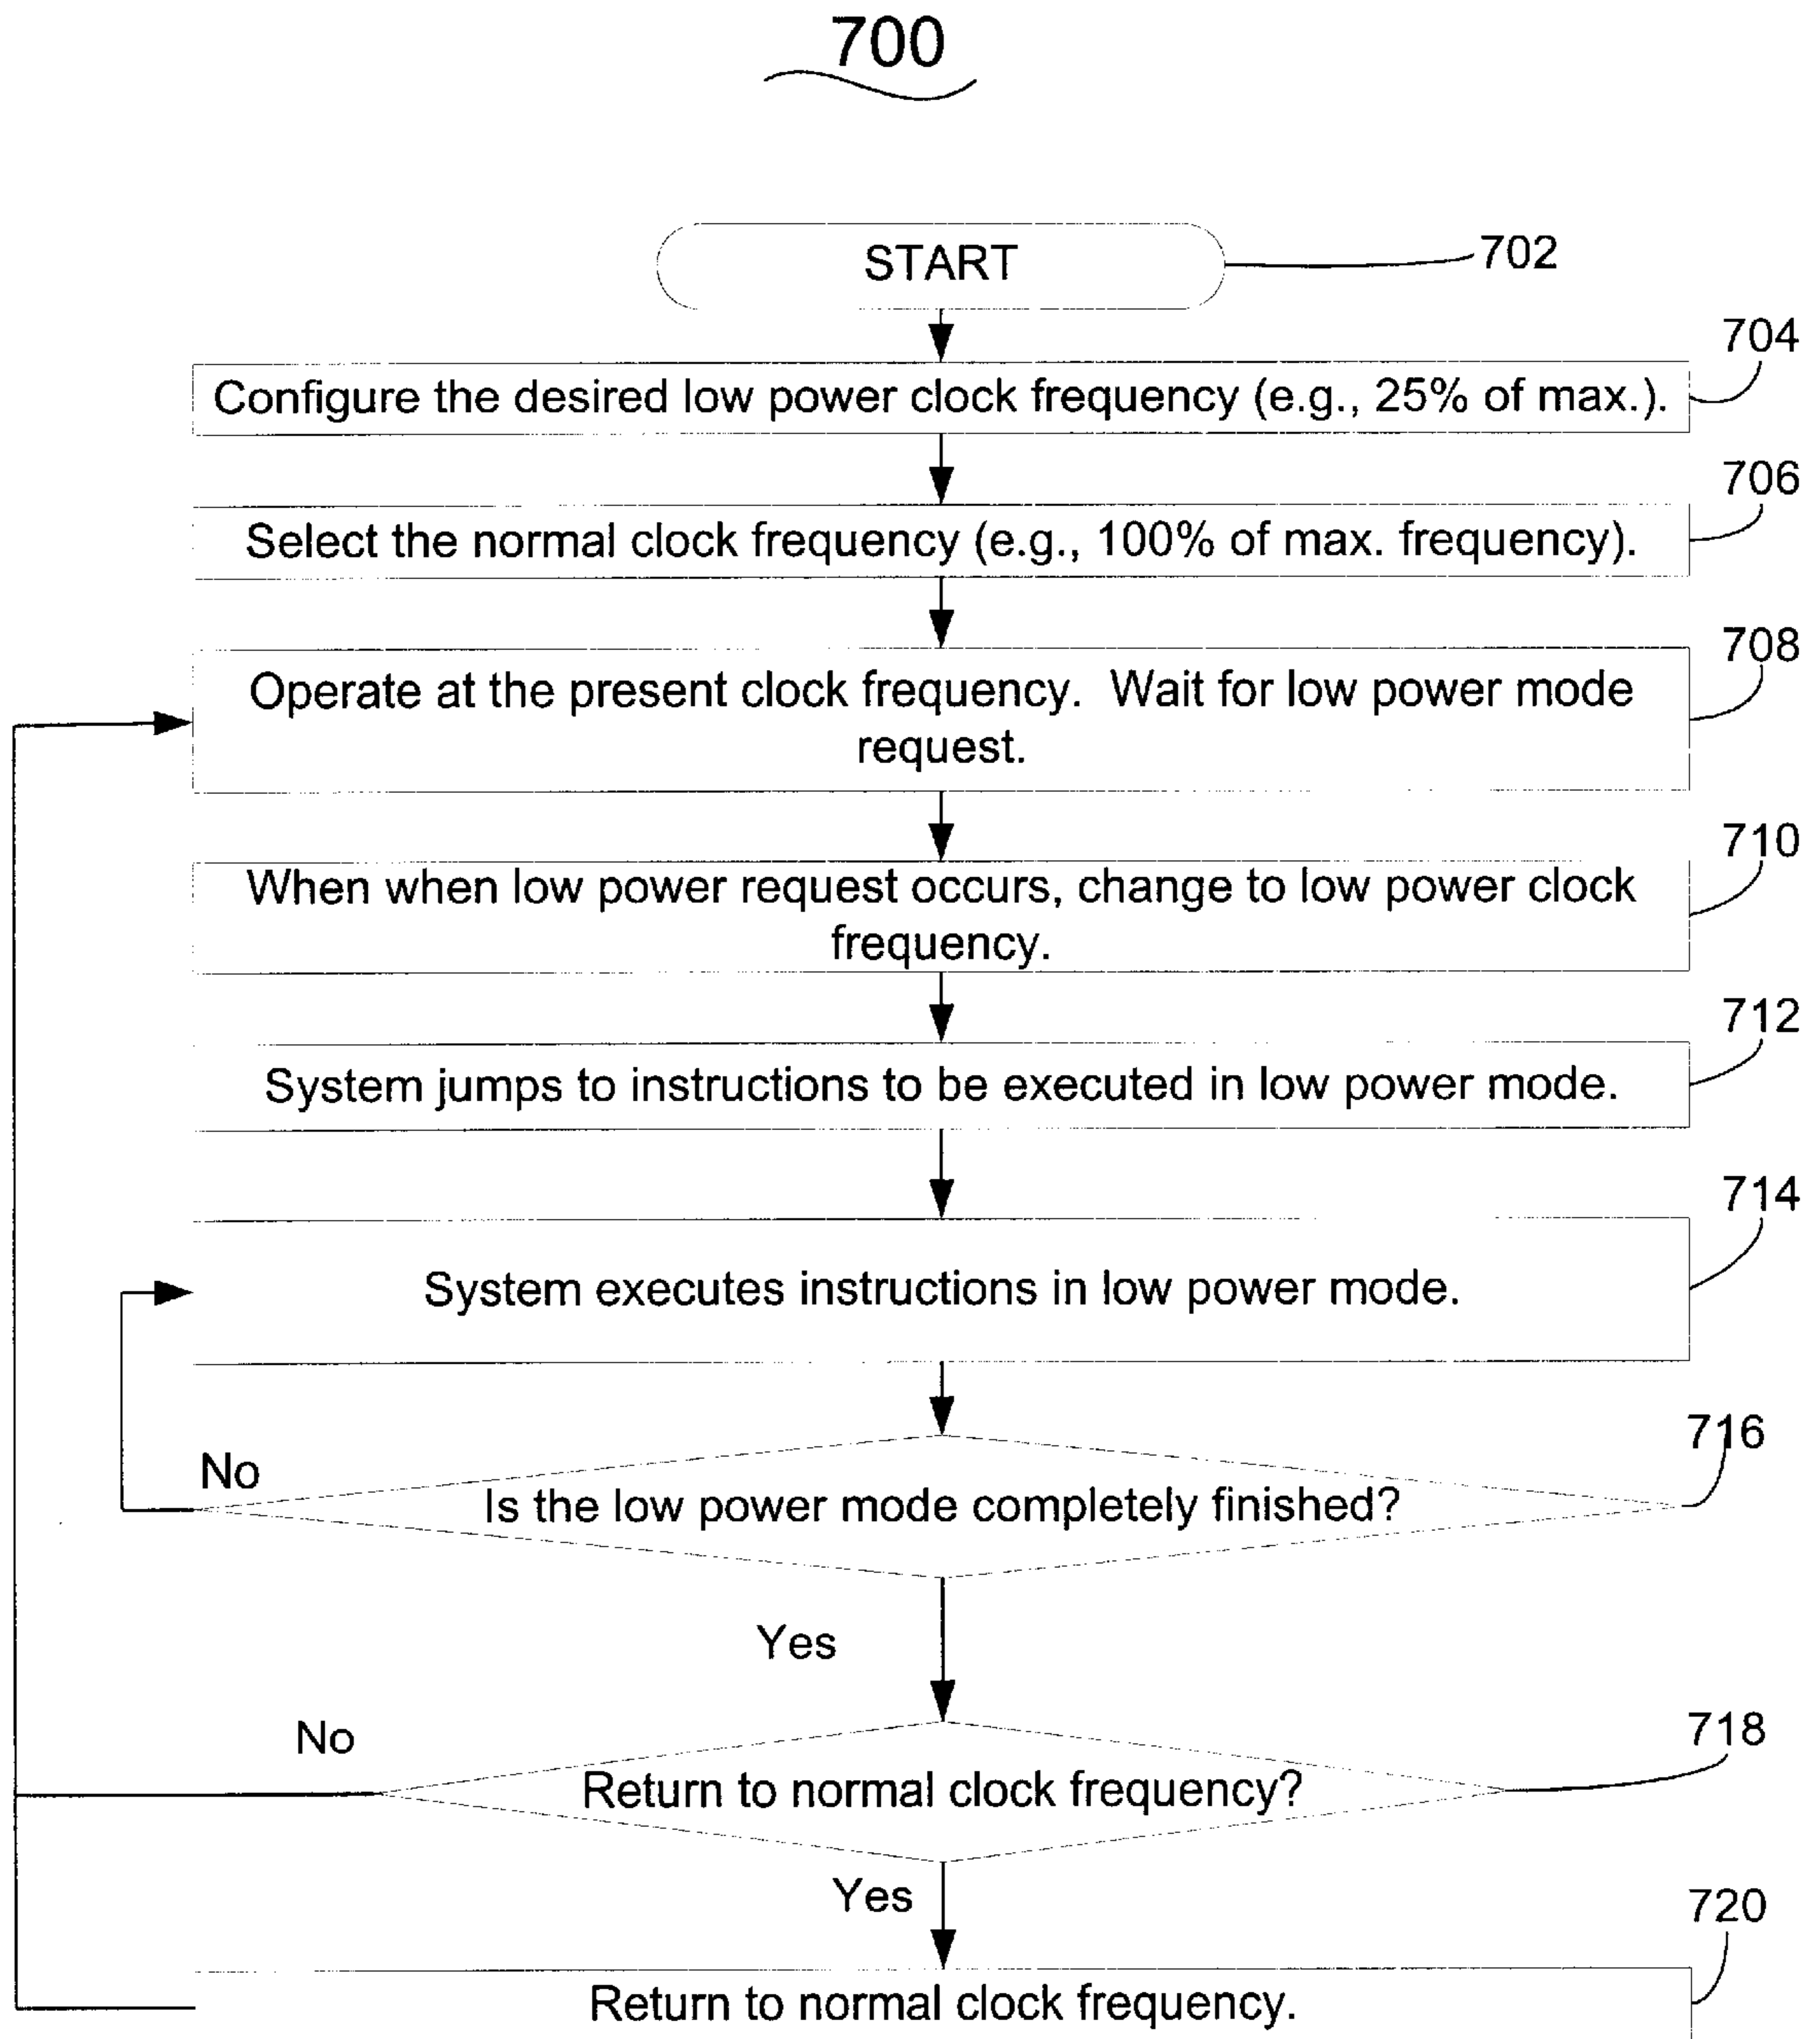 700
START
702
704
Configure the desired low power clock frequency (e.g., 25% of max.).
706
Select the normal clock frequency (e.g., 100% of max. frequency).
708
Operate at the present clock frequency. Wait for low power mode
request.
710
When when low power request occurs, change to low power clock
frequency.
712
System jumps to instructions to be executed in low power mode.
714
System executes instructions in low power mode.
716
No
Is the low power mode completely finished?
Yes
718
No
Return to normal clock frequency?
Yes
720
Return to normal clock frequency.